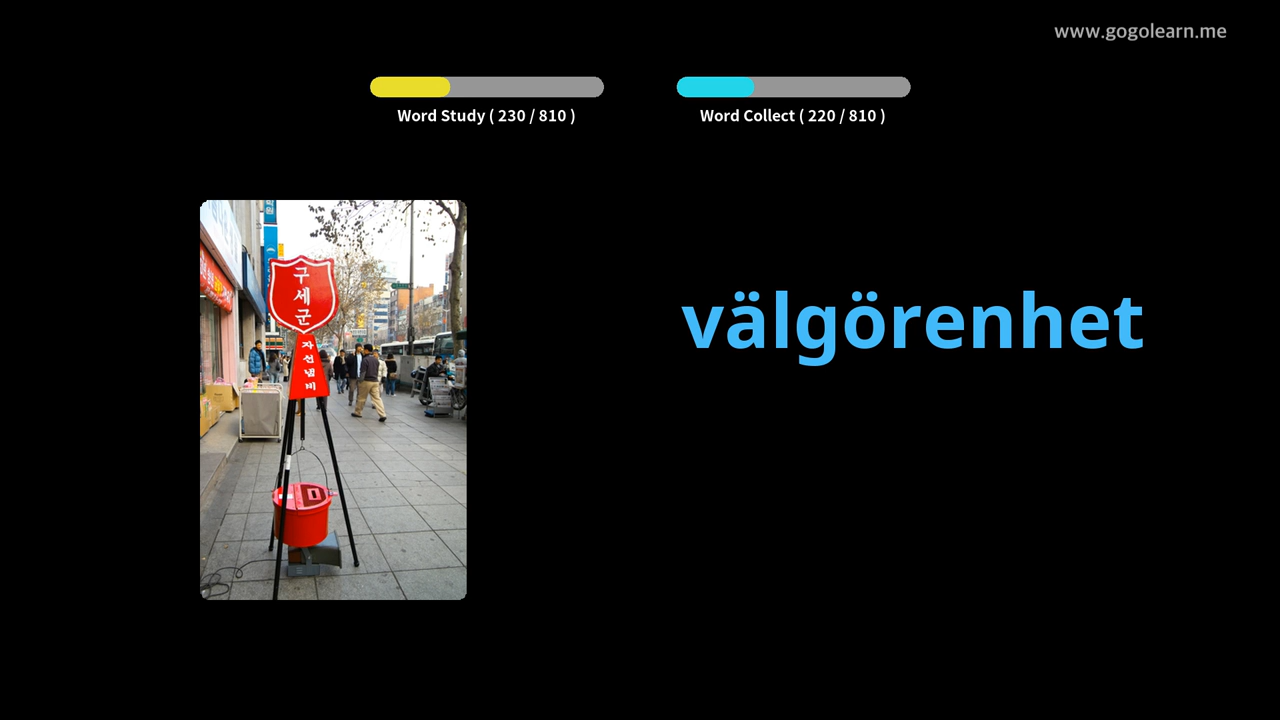 www.gogolearn.me
Word Study ( 230 / 810 )
Word Collect ( 220 / 810 )
välgörenhet
구세군
자선냄비